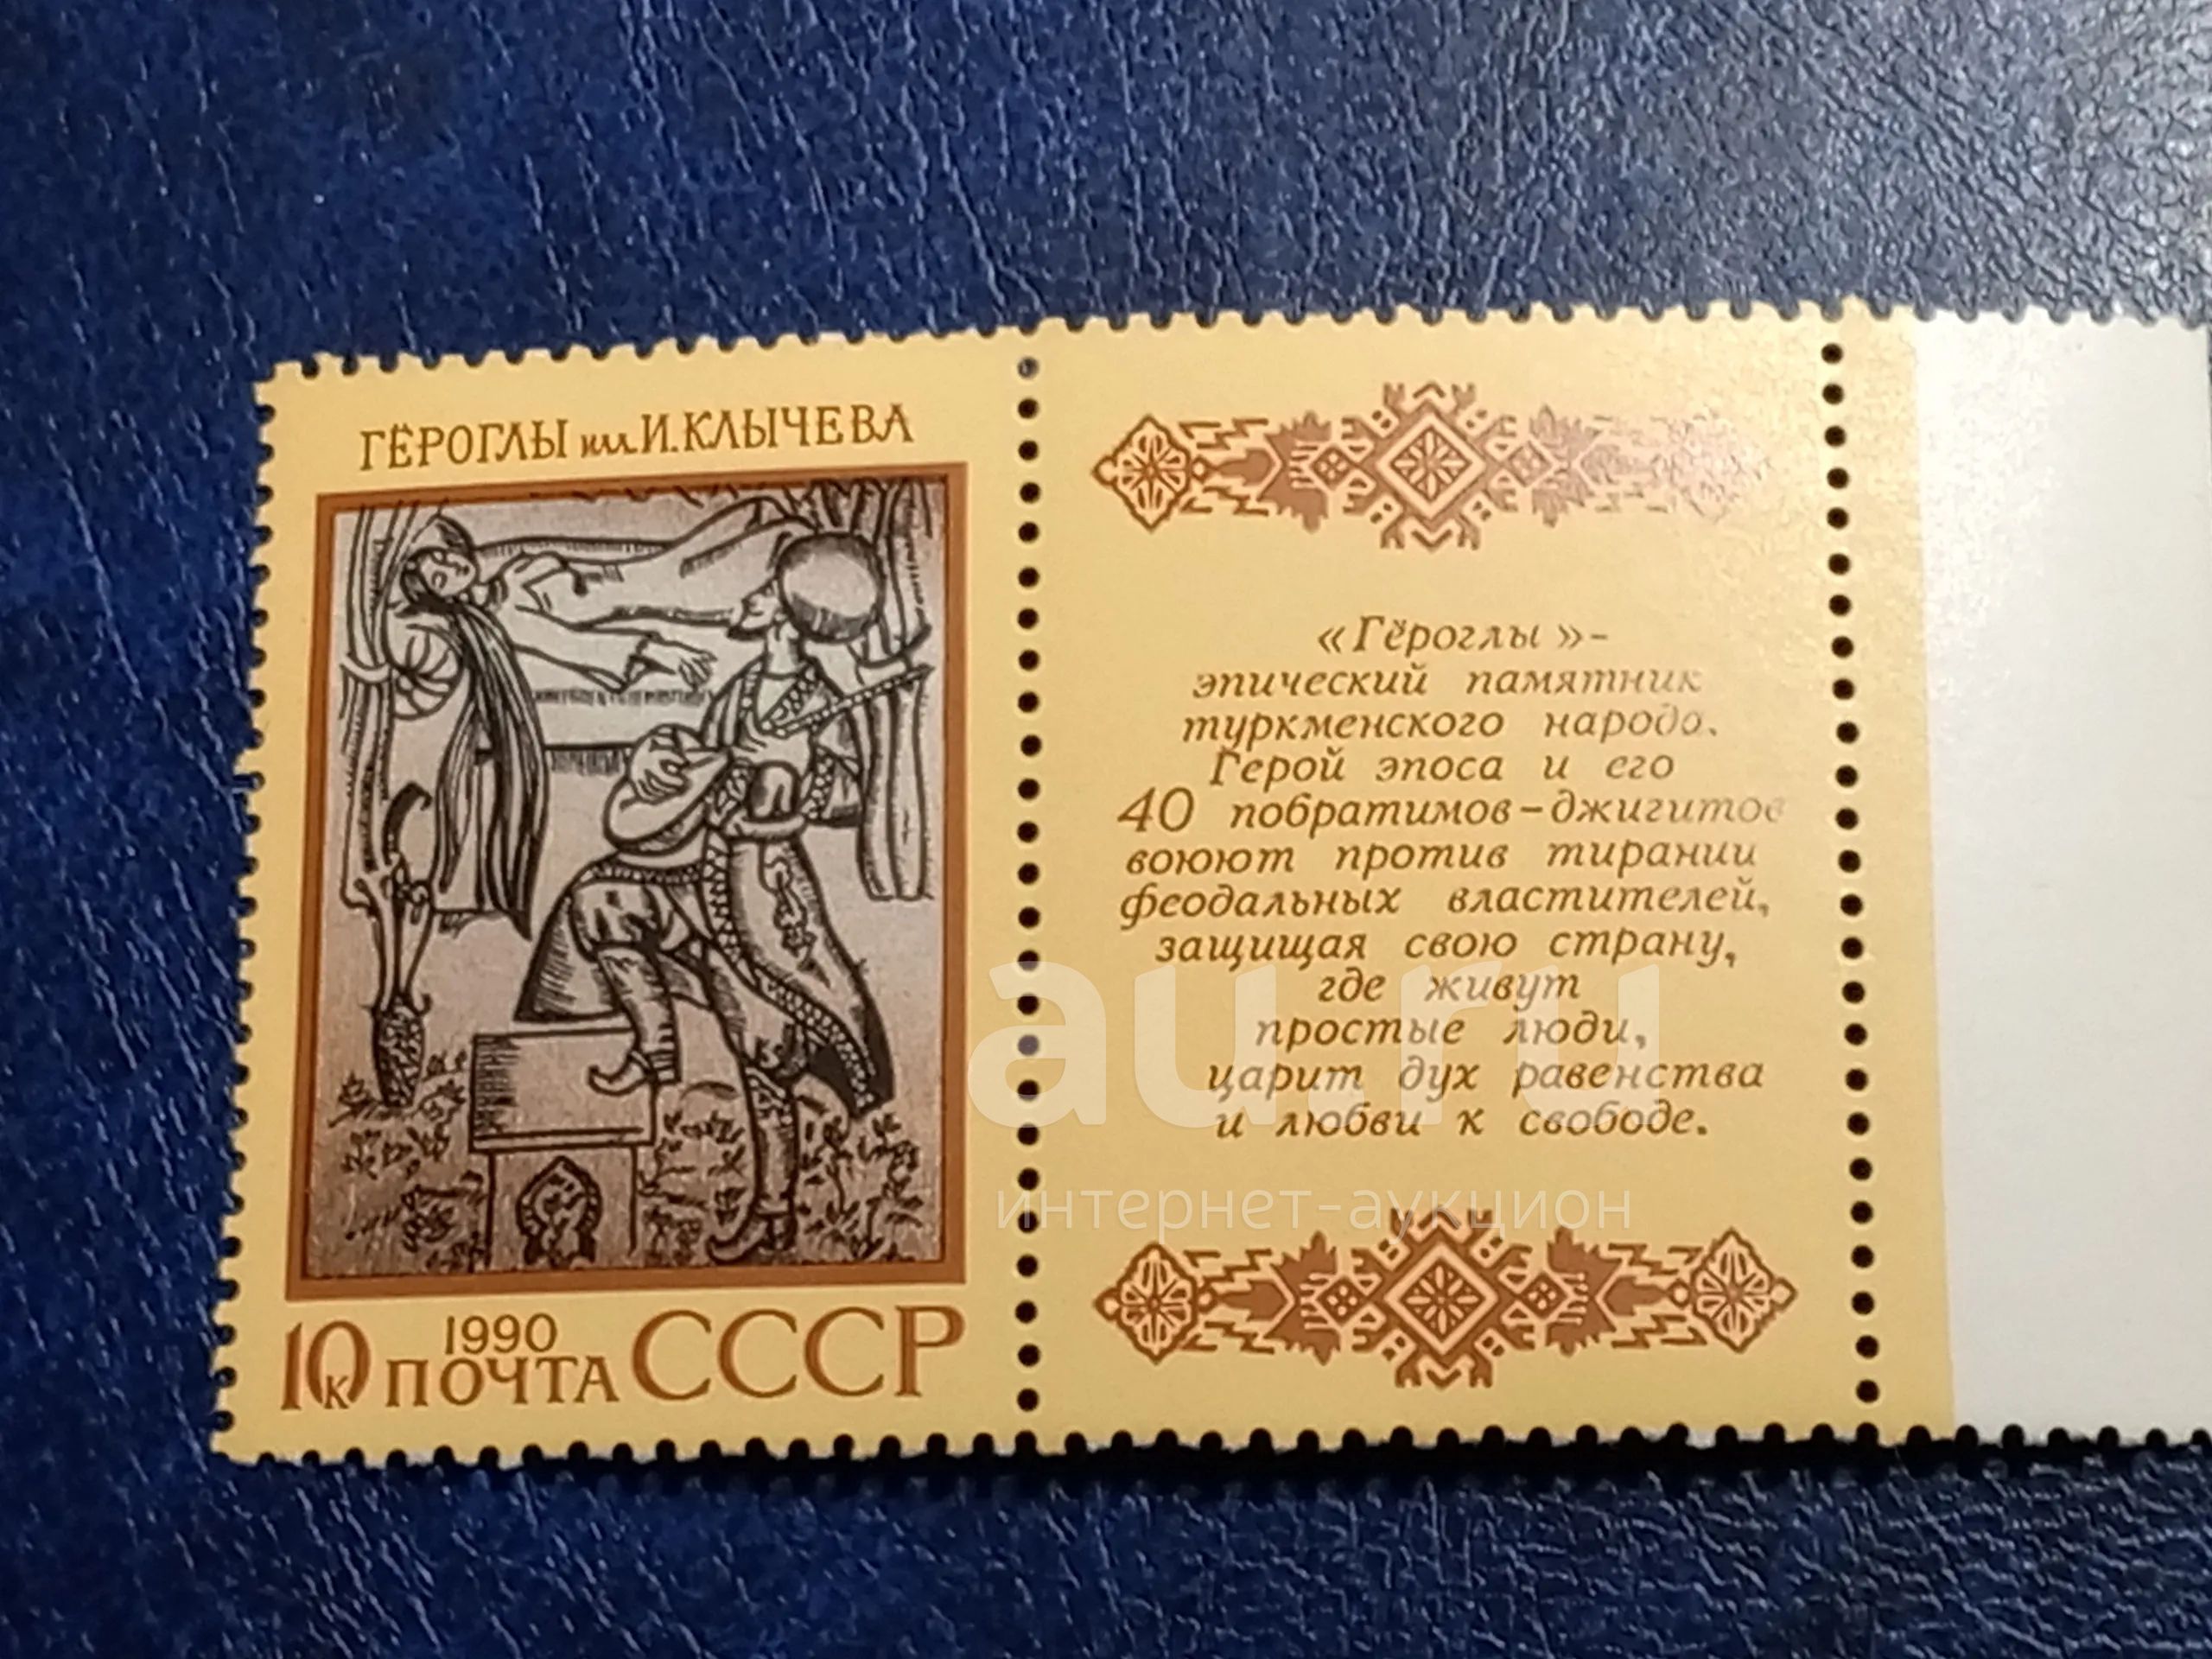 ГЁРОГЛЫ илл. И.КЛЫЧЕВА
10к 1990 ПОЧТА СССР
«Гёроглы»-
эпический памятник
туркменского народа.
Герой эпоса и его
40 побратимов-джигитов
воюют против тирании
феодальных властителей,
защищая свою страну,
где живут
простые люди,
царит дух равенства
и любви к свободе.
au.ru
интернет-аукцион